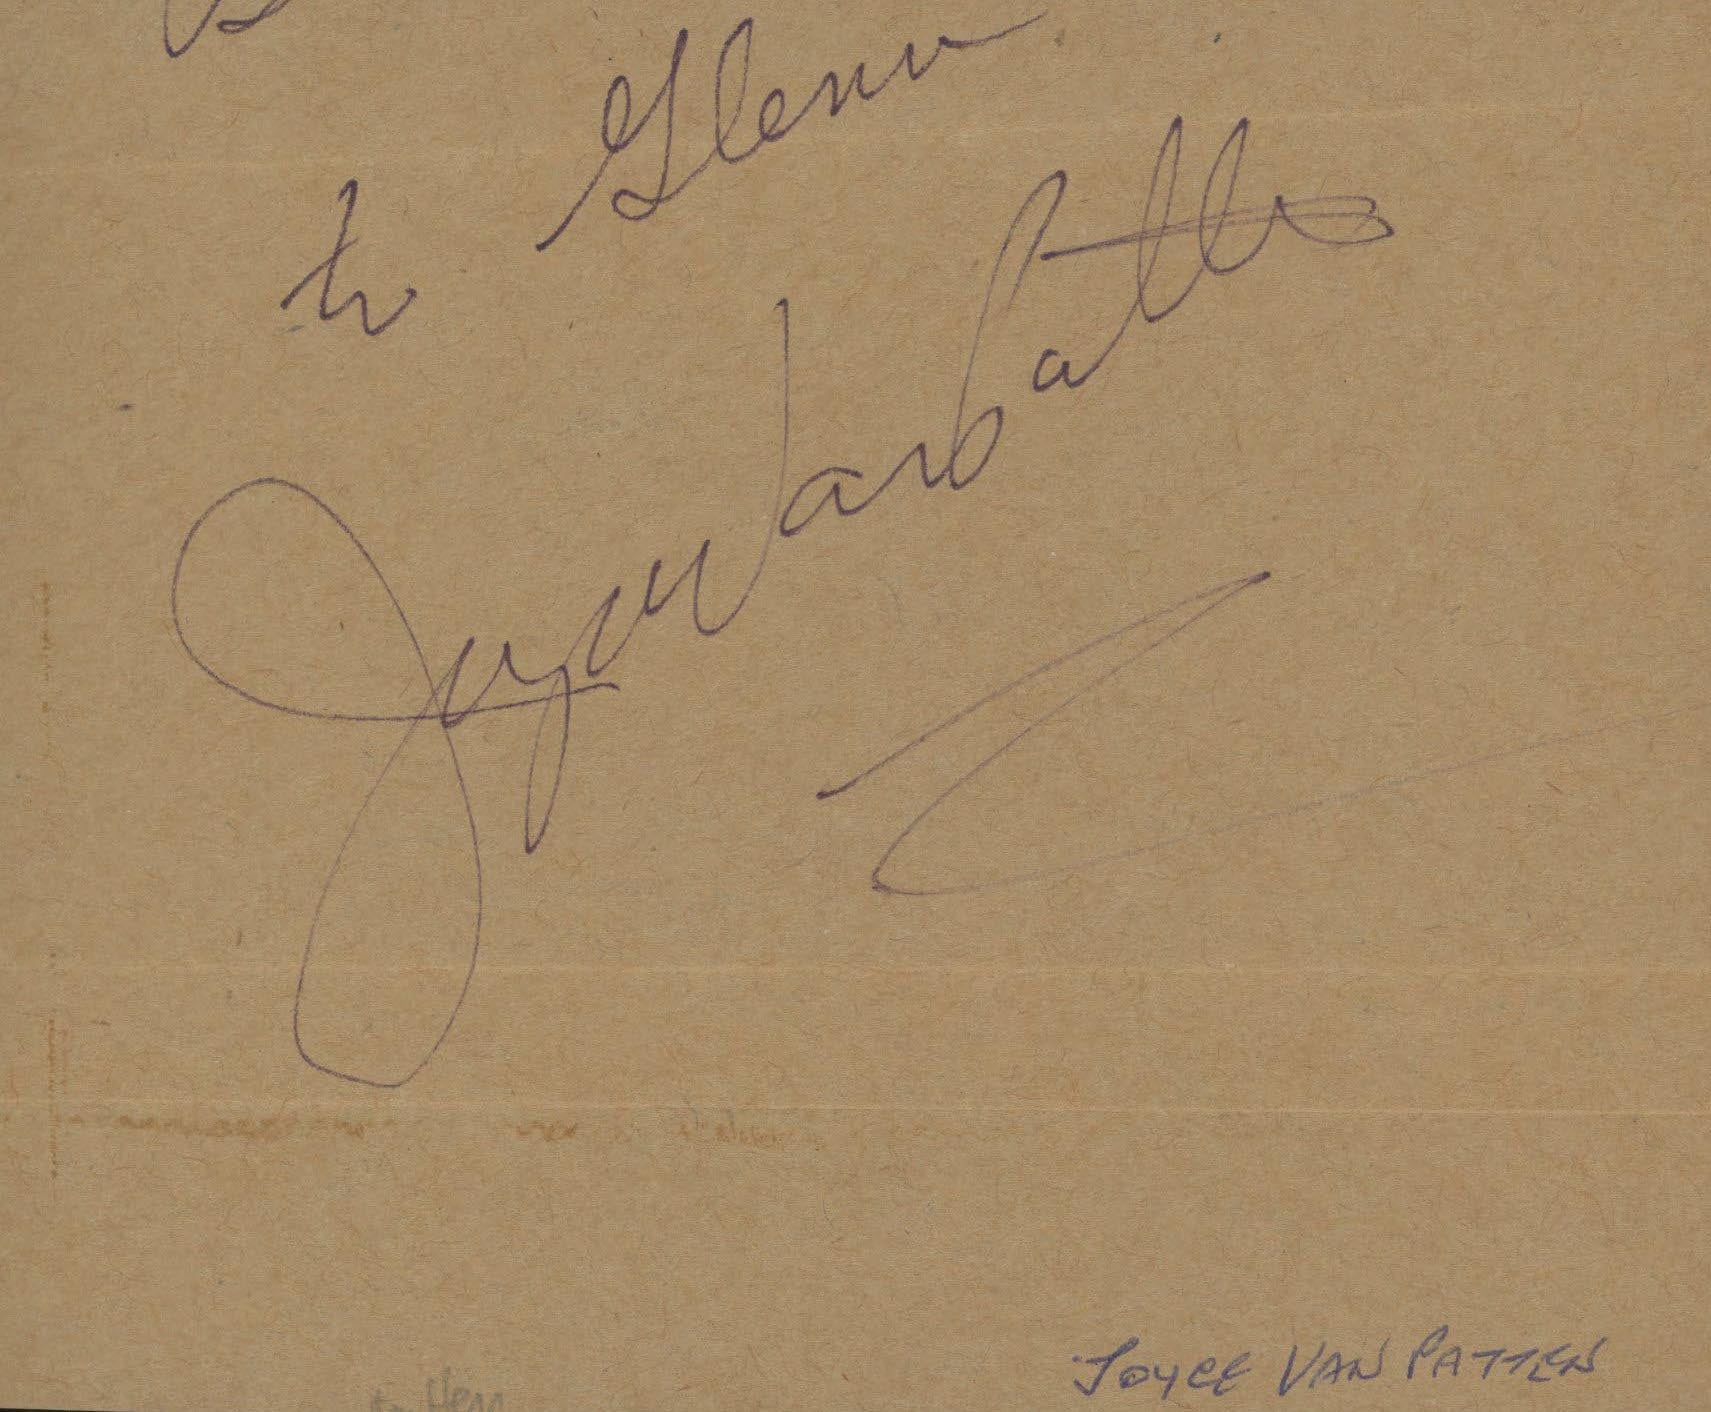 to Glenn
Joyce Van Patten
JOYCE VAN PATTEN